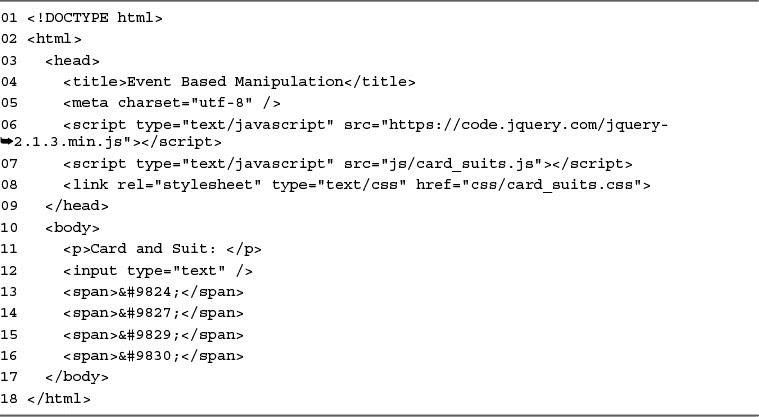 01 <!DOCTYPE html>
02 <html>
03   <head>
04     <title>Event Based Manipulation</title>
05     <meta charset="utf-8" />
06     <script type="text/javascript" src="https://code.jquery.com/jquery-
➥2.1.3.min.js"></script>
07     <script type="text/javascript" src="js/card_suits.js"></script>
08     <link rel="stylesheet" type="text/css" href="css/card_suits.css">
09   </head>
10   <body>
11     <p>Card and Suit: </p>
12     <input type="text" />
13     <span>&#9824;</span>
14     <span>&#9827;</span>
15     <span>&#9829;</span>
16     <span>&#9830;</span>
17   </body>
18 </html>